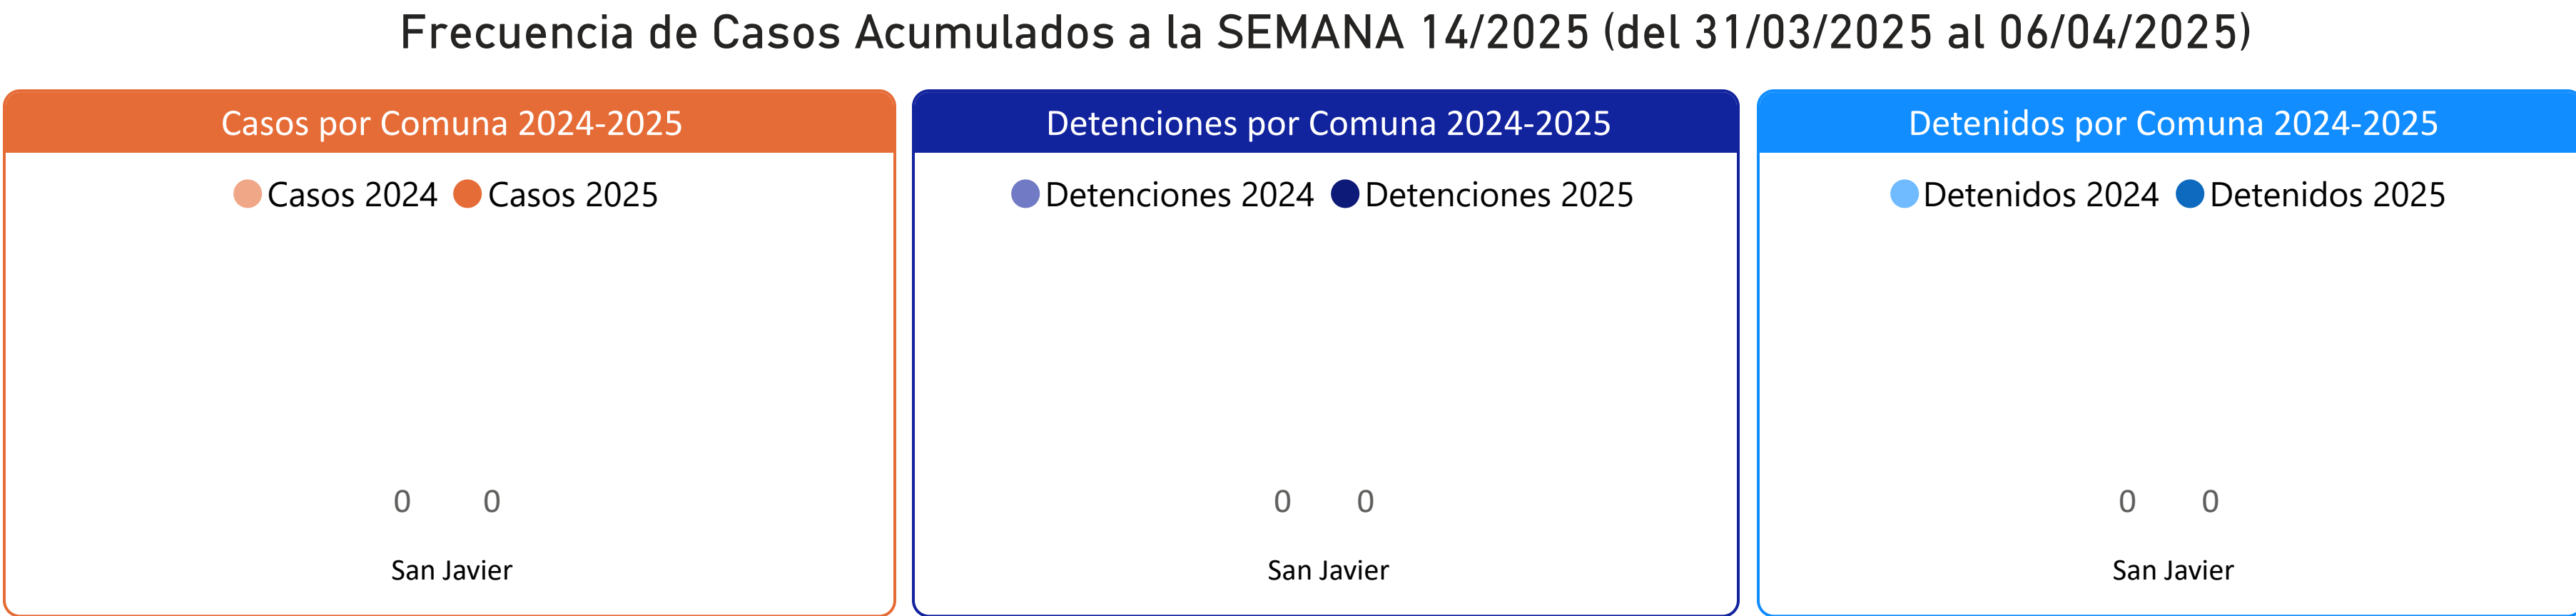 Frecuencia de Casos Acumulados a la SEMANA 14/2025 (del 31/03/2025 al 06/04/2025)
Casos por Comuna 2024-2025
Casos 2024 Casos 2025
0 0
San Javier
Detenciones por Comuna 2024-2025
Detenciones 2024 Detenciones 2025
0 0
San Javier
Detenidos por Comuna 2024-2025
Detenidos 2024 Detenidos 2025
0 0
San Javier